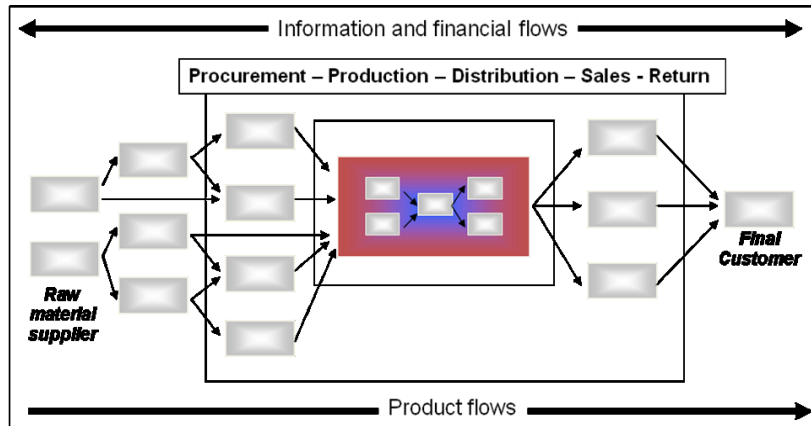 Information and financial flows
Procurement – Production – Distribution – Sales - Return
Raw
material
supplier
Final
Customer
Product flows